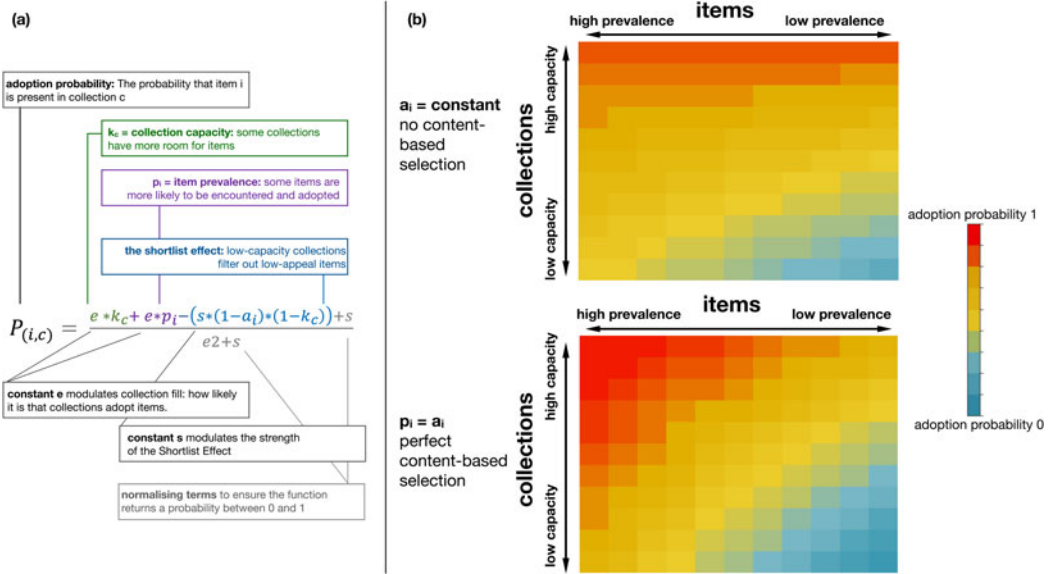 (a)
adoption probability: The probability that item i
is present in collection c
k꜀ = collection capacity: some collections
have more room for items
pᵢ = item prevalence: some items are
more likely to be encountered and adopted
the shortlist effect: low-capacity collections
filter out low-appeal items
P₍ᵢ,꜀₎ = (e *k꜀+ e*pᵢ−(s*(1−aᵢ)*(1−k꜀))+s) / (e2+s)
constant e modulates collection fill: how likely
it is that collections adopt items.
constant s modulates the strength
of the Shortlist Effect
normalising terms to ensure the function
returns a probability between 0 and 1
(b)
items
high prevalence
low prevalence
collections
high capacity
low capacity
aᵢ = constant
no content-
based
selection
items
high prevalence
low prevalence
collections
high capacity
low capacity
pᵢ = aᵢ
perfect
content-based
selection
adoption probability 1
adoption probability 0